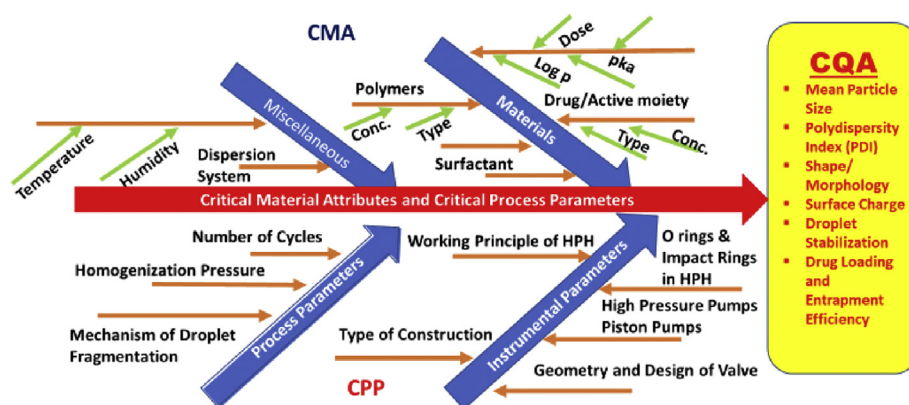 CMA
Dose
Log p
pka
Polymers
Conc.
Type
Drug/Active moiety
Type
Conc.
Surfactant
Materials
Miscellaneous
Temperature
Humidity
Dispersion
System
Critical Material Attributes and Critical Process Parameters
Number of Cycles
Homogenization Pressure
Mechanism of Droplet
Fragmentation
Process Parameters
Working Principle of HPH
O rings &
Impact Rings
in HPH
High Pressure Pumps
Piston Pumps
Type of Construction
Instrumental Parameters
Geometry and Design of Valve
CPP
CQA
▪ Mean Particle
Size
▪ Polydispersity
Index (PDI)
▪ Shape/
Morphology
▪ Surface Charge
▪ Droplet
Stabilization
▪ Drug Loading
and
Entrapment
Efficiency